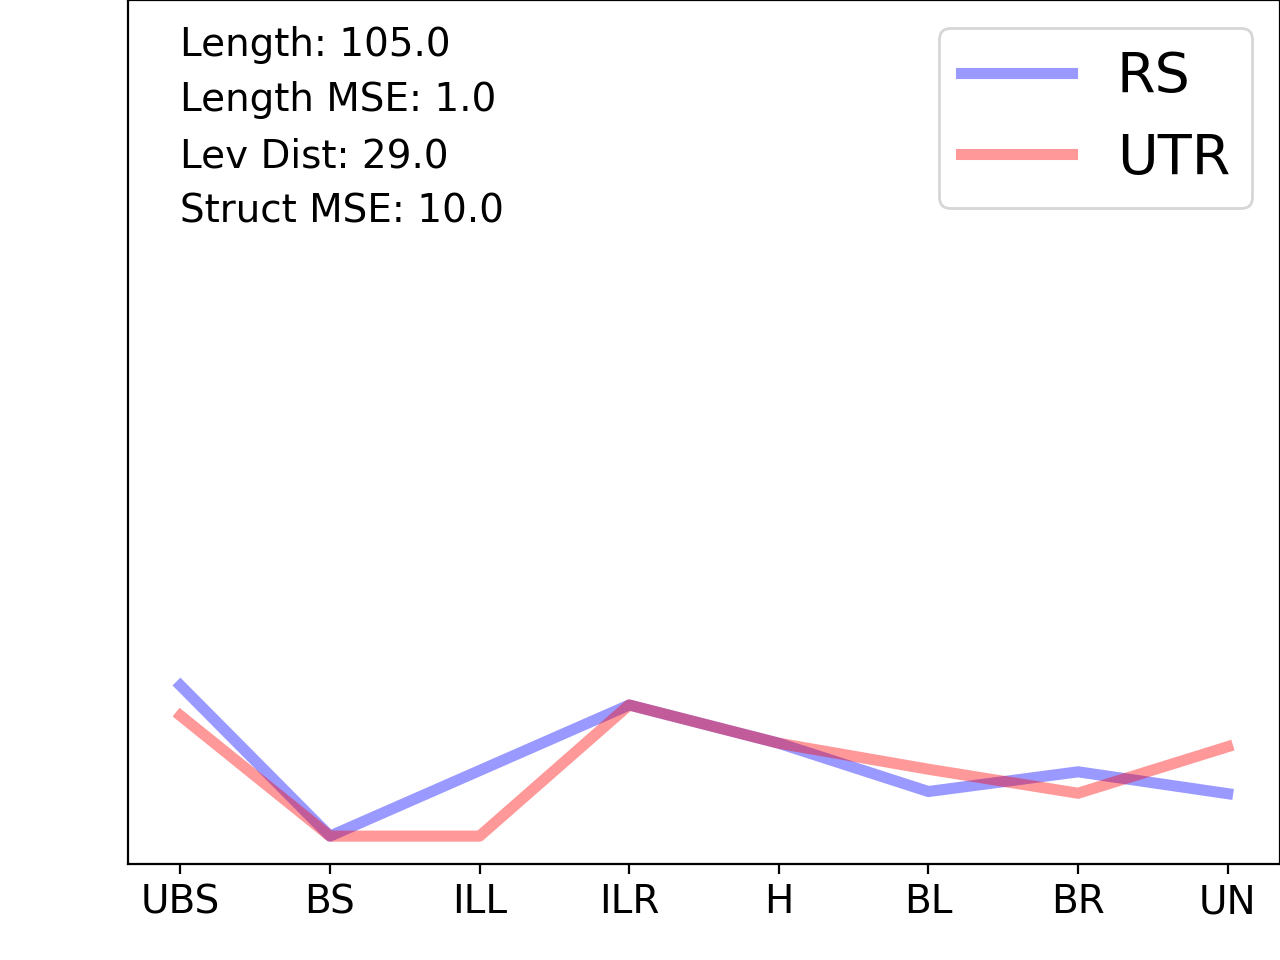 Length: 105.0
Length MSE: 1.0
Lev Dist: 29.0
Struct MSE: 10.0
RS
UTR
UBS BS ILL ILR H BL BR UN